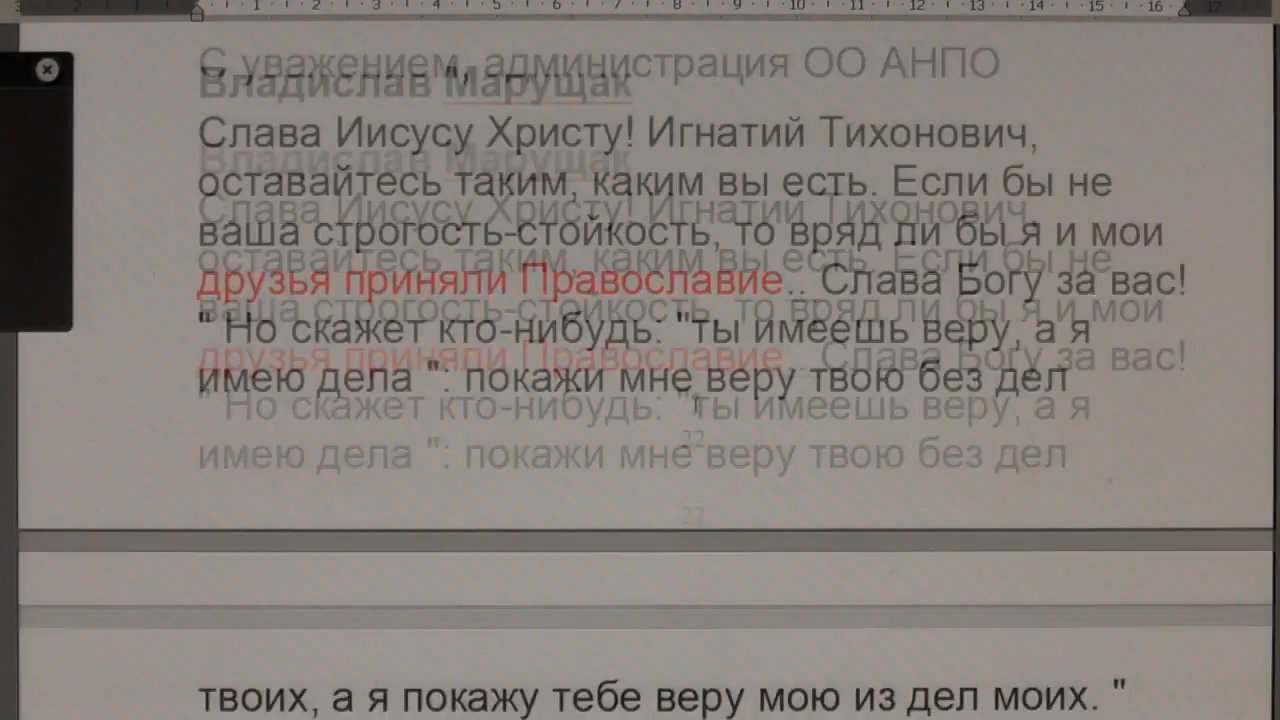 С уважением, администрация ОО АНПО
Владислав Марущак
Слава Иисусу Христу! Игнатий Тихонович,
оставайтесь таким, каким вы есть. Если бы не
ваша строгость-стойкость, то вряд ли бы я и мои
друзья приняли Православие.. Слава Богу за вас!
" Но скажет кто-нибудь: "ты имеешь веру, а я
имею дела ": покажи мне веру твою без дел
твоих, а я покажу тебе веру мою из дел моих. "